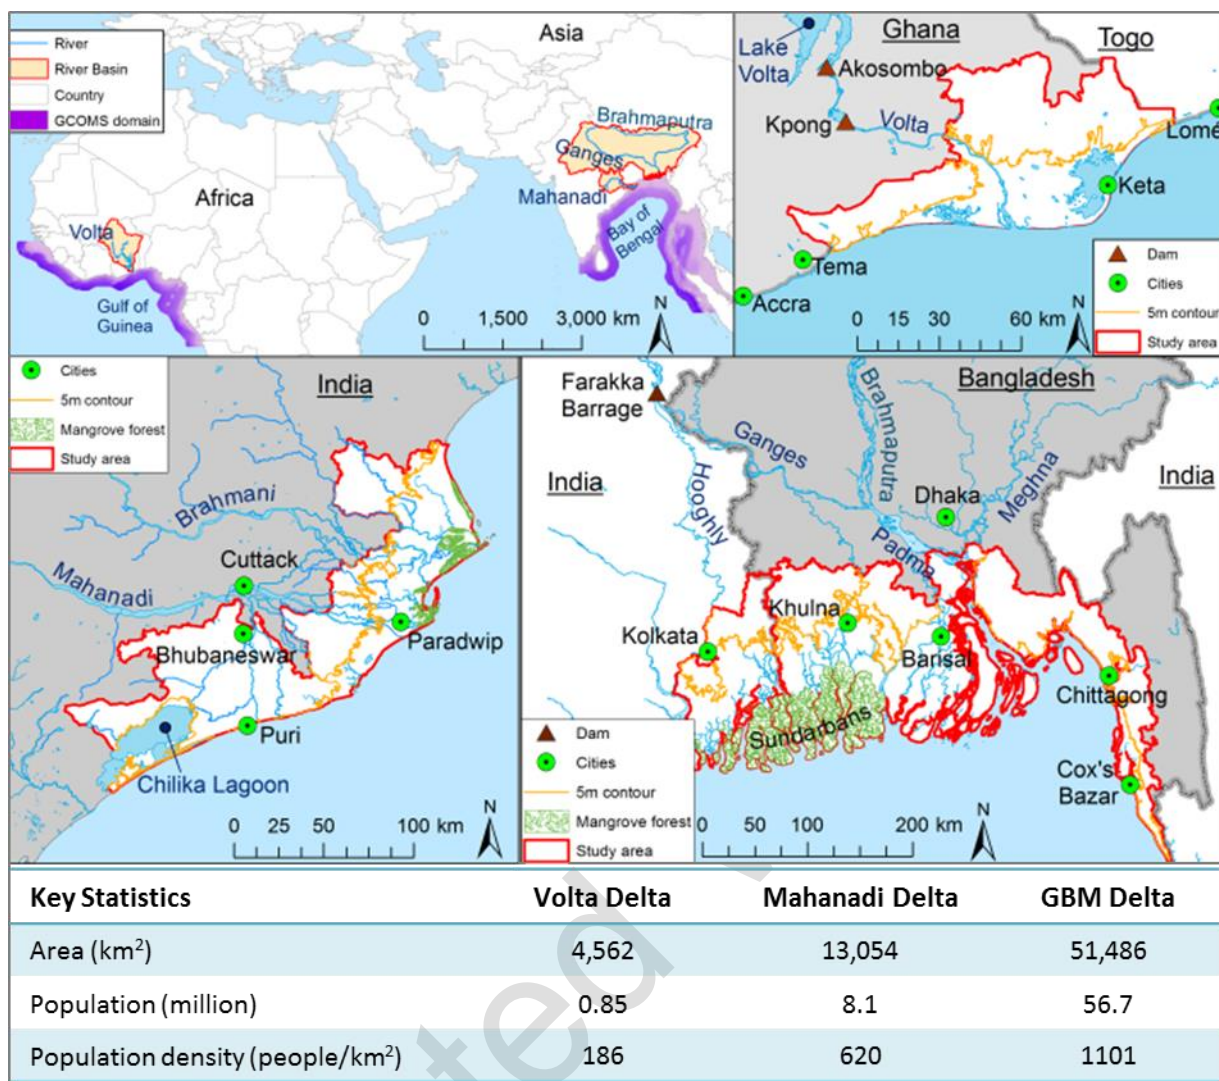 River
River Basin
Country
GCOMS domain
Asia
Brahmaputra
Ganges
Mahanadi
Africa
Volta
Bay of
Bengal
Gulf of
Guinea
N
0 1,500 3,000 km
Ghana
Togo
Lake
Volta
Akosombo
Kpong
Volta
Lomé
Keta
Tema
Accra
Dam
Cities
5m contour
Study area
N
0 15 30 60 km
Cities
5m contour
Mangrove forest
Study area
India
Brahmani
Cuttack
Mahanadi
Bhubaneswar
Paradwip
Puri
Chilika Lagoon
N
0 25 50 100 km
Farakka
Barrage
Bangladesh
Brahmaputra
Ganges
India
Hooghly
Dhaka
Meghna
India
Padma
Khulna
Kolkata
Barisal
Chittagong
Sundarbans
Cox's
Bazar
Dam
Cities
5m contour
Mangrove forest
Study area
N
0 50 100 200 km
Key Statistics Volta Delta Mahanadi Delta GBM Delta
Area (km²) 4,562 13,054 51,486
Population (million) 0.85 8.1 56.7
Population density (people/km²) 186 620 1101